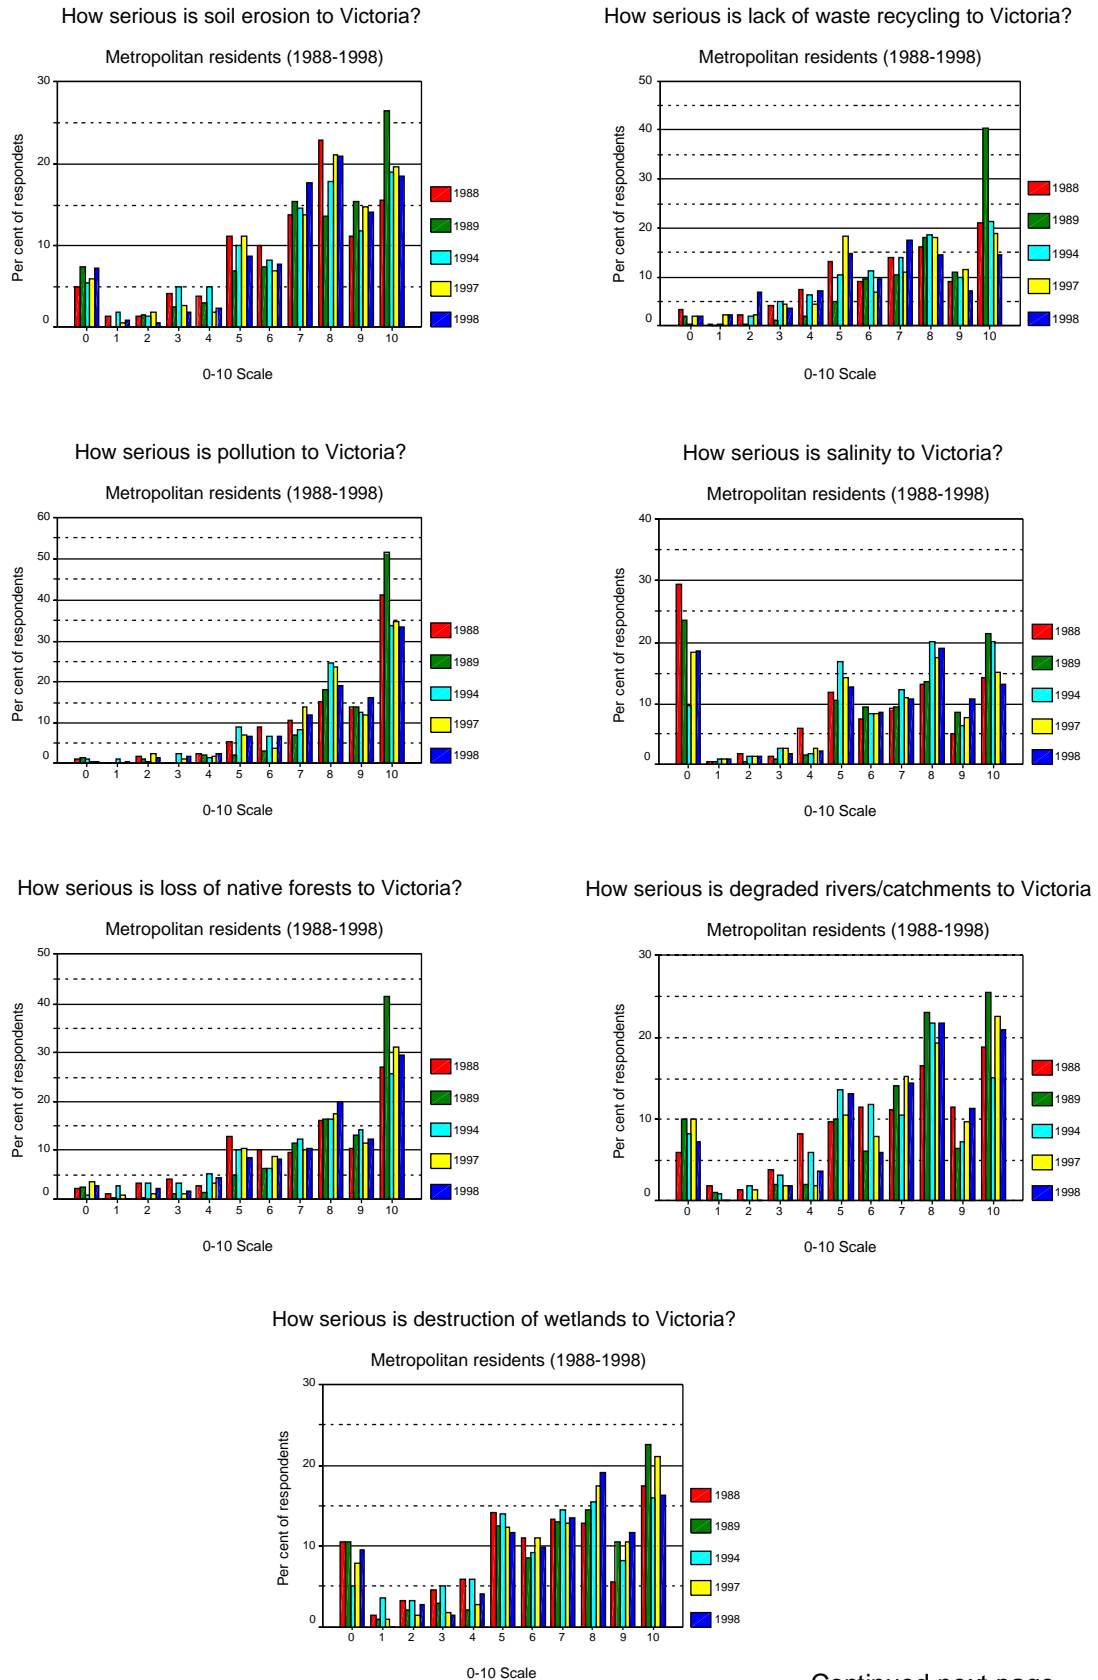 How serious is soil erosion to Victoria?
Metropolitan residents (1988-1998)
Per cent of respondets
30
20
10
0
0 1 2 3 4 5 6 7 8 9 10
0-10 Scale
1988
1989
1994
1997
1998
How serious is lack of waste recycling to Victoria?
Metropolitan residents (1988-1998)
Per cent of respondents
50
40
30
20
10
0
0 1 2 3 4 5 6 7 8 9 10
0-10 Scale
1988
1989
1994
1997
1998
How serious is pollution to Victoria?
Metropolitan residents (1988-1998)
Per cent of respondents
60
50
40
30
20
10
0
0 1 2 3 4 5 6 7 8 9 10
0-10 Scale
1988
1989
1994
1997
1998
How serious is salinity to Victoria?
Metropolitan residents (1988-1998)
Per cent of respondents
40
30
20
10
0
0 1 2 3 4 5 6 7 8 9 10
0-10 Scale
1988
1989
1994
1997
1998
How serious is loss of native forests to Victoria?
Metropolitan residents (1988-1998)
Per cent of respondents
50
40
30
20
10
0
0 1 2 3 4 5 6 7 8 9 10
0-10 Scale
1988
1989
1994
1997
1998
How serious is degraded rivers/catchments to Victoria
Metropolitan residents (1988-1998)
Per cent of respondents
30
20
10
0
0 1 2 3 4 5 6 7 8 9 10
0-10 Scale
1988
1989
1994
1997
1998
How serious is destruction of wetlands to Victoria?
Metropolitan residents (1988-1998)
Per cent of respondents
30
20
10
0
0 1 2 3 4 5 6 7 8 9 10
0-10 Scale
1988
1989
1994
1997
1998
Continued next page